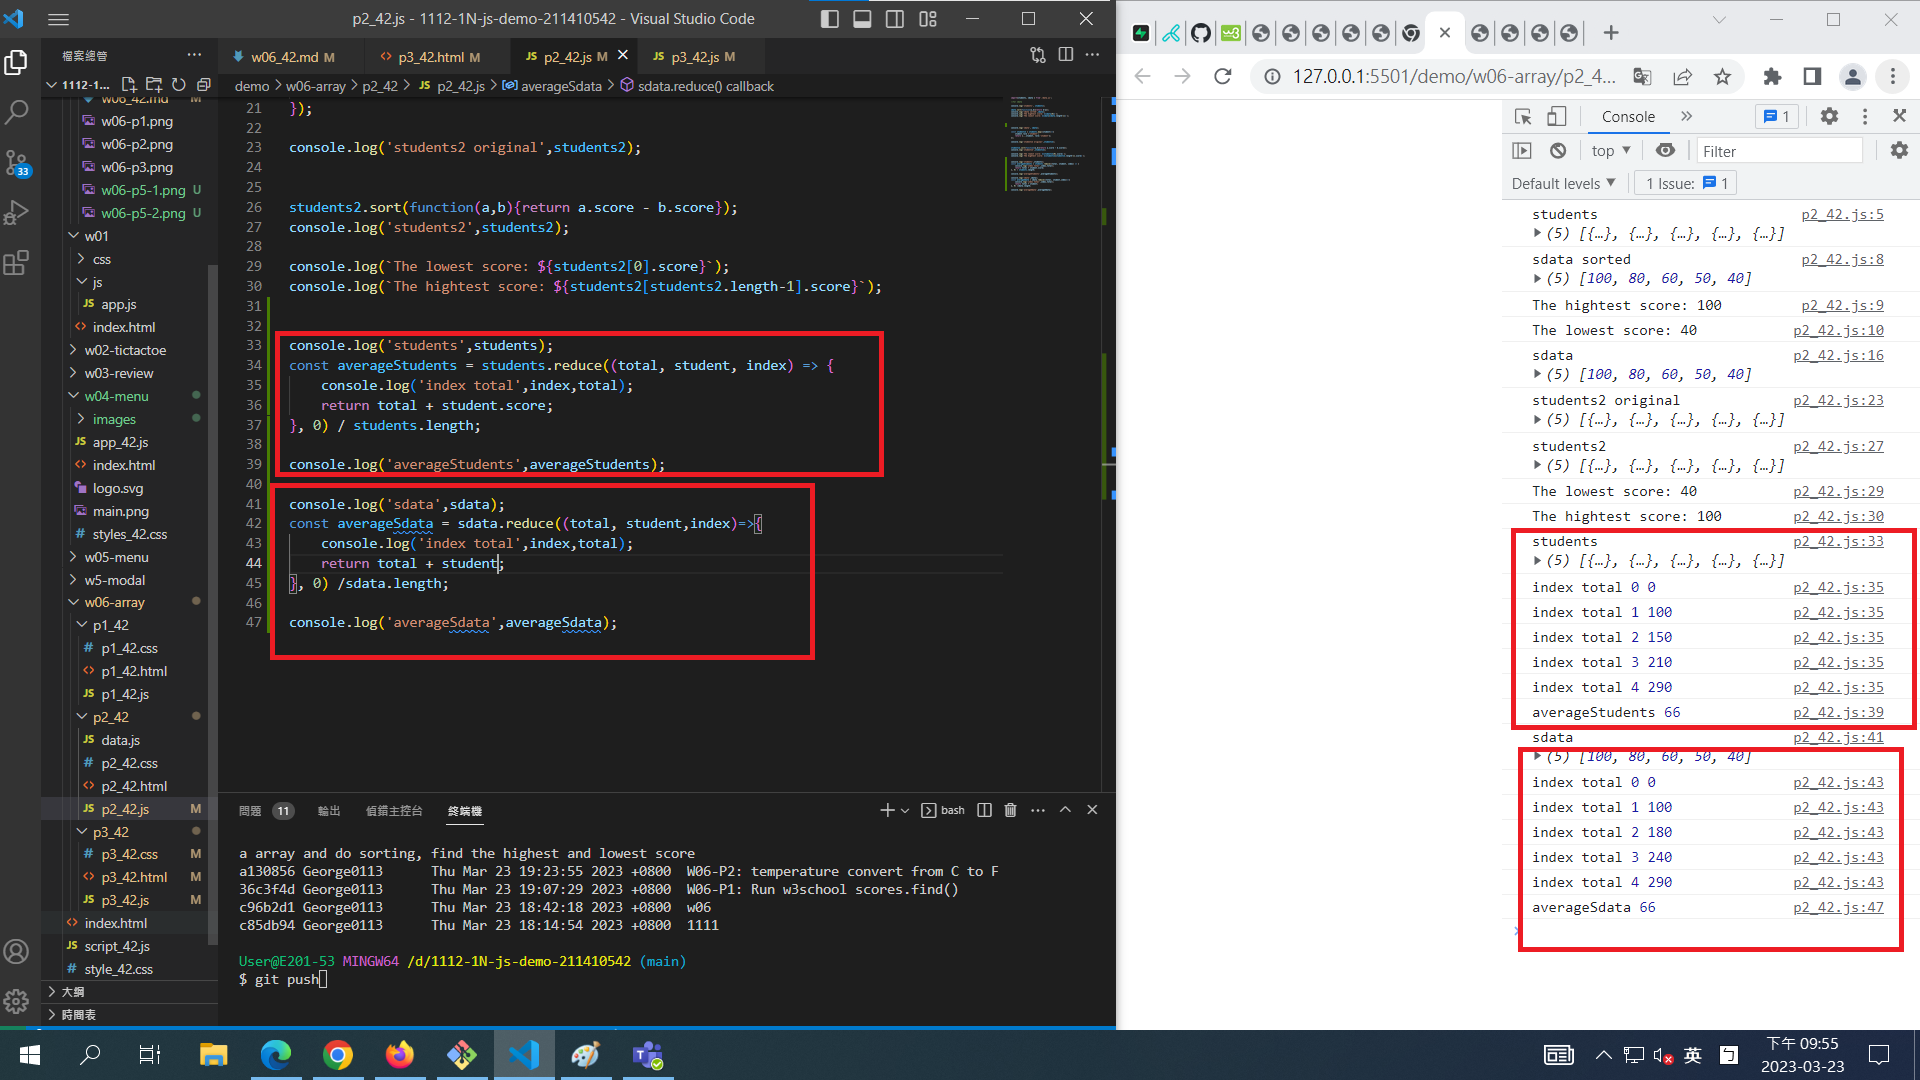 p2_42.js - 1112-1N-js-demo-211410542 - Visual Studio Code
檔案總管
w06_42.md M
p3_42.html M
JS p2_42.js M
JS p3_42.js M
1112-1...
demo > w06-array > p2_42 > JS p2_42.js > averageSdata > sdata.reduce() callback
w06_42.md M
w06-p1.png
w06-p2.png
w06-p3.png
w06-p5-1.png U
w06-p5-2.png U
w01
css
js
JS app.js
index.html
w02-tictactoe
w03-review
w04-menu
images
JS app_42.js
index.html
logo.svg
main.png
# styles_42.css
w05-menu
w5-modal
w06-array
p1_42
# p1_42.css
p1_42.html
JS p1_42.js
p2_42
JS data.js
# p2_42.css
p2_42.html
JS p2_42.js M
p3_42
# p3_42.css M
p3_42.html M
JS p3_42.js M
index.html
JS script_42.js
# style_42.css
大綱
時間表
33
21 });
22
23 console.log('students2 original',students2);
24
25
26 students2.sort(function(a,b){return a.score - b.score});
27 console.log('students2',students2);
28
29 console.log(`The lowest score: ${students2[0].score}`);
30 console.log(`The hightest score: ${students2[students2.length-1].score}`);
31
32
33 console.log('students',students);
34 const averageStudents = students.reduce((total, student, index) => {
35 console.log('index total',index,total);
36 return total + student.score;
37 }, 0) / students.length;
38
39 console.log('averageStudents',averageStudents);
40
41 console.log('sdata',sdata);
42 const averageSdata = sdata.reduce((total, student,index)=>{
43 console.log('index total',index,total);
44 return total + student;
45 }, 0) /sdata.length;
46
47 console.log('averageSdata',averageSdata);
問題 11 輸出 偵錯主控台 終端機
bash
a array and do sorting, find the highest and lowest score
a130856 George0113 Thu Mar 23 19:23:55 2023 +0800 W06-P2: temperature convert from C to F
36c3f4d George0113 Thu Mar 23 19:07:29 2023 +0800 W06-P1: Run w3school scores.find()
c96b2d1 George0113 Thu Mar 23 18:42:18 2023 +0800 w06
c85db94 George0113 Thu Mar 23 18:14:54 2023 +0800 1111
User@E201-53 MINGW64 /d/1112-1N-js-demo-211410542 (main)
$ git push
127.0.0.1:5501/demo/w06-array/p2_4...
Console
1
top
Filter
Default levels
1 Issue: 1
students p2_42.js:5
(5) [{…}, {…}, {…}, {…}, {…}]
sdata sorted p2_42.js:8
(5) [100, 80, 60, 50, 40]
The hightest score: 100 p2_42.js:9
The lowest score: 40 p2_42.js:10
sdata p2_42.js:16
(5) [100, 80, 60, 50, 40]
students2 original p2_42.js:23
(5) [{…}, {…}, {…}, {…}, {…}]
students2 p2_42.js:27
(5) [{…}, {…}, {…}, {…}, {…}]
The lowest score: 40 p2_42.js:29
The hightest score: 100 p2_42.js:30
students p2_42.js:33
(5) [{…}, {…}, {…}, {…}, {…}]
index total 0 0 p2_42.js:35
index total 1 100 p2_42.js:35
index total 2 150 p2_42.js:35
index total 3 210 p2_42.js:35
index total 4 290 p2_42.js:35
averageStudents 66 p2_42.js:39
sdata p2_42.js:41
(5) [100, 80, 60, 50, 40]
index total 0 0 p2_42.js:43
index total 1 100 p2_42.js:43
index total 2 180 p2_42.js:43
index total 3 240 p2_42.js:43
index total 4 290 p2_42.js:43
averageSdata 66 p2_42.js:47
英
下午 09:55
2023-03-23